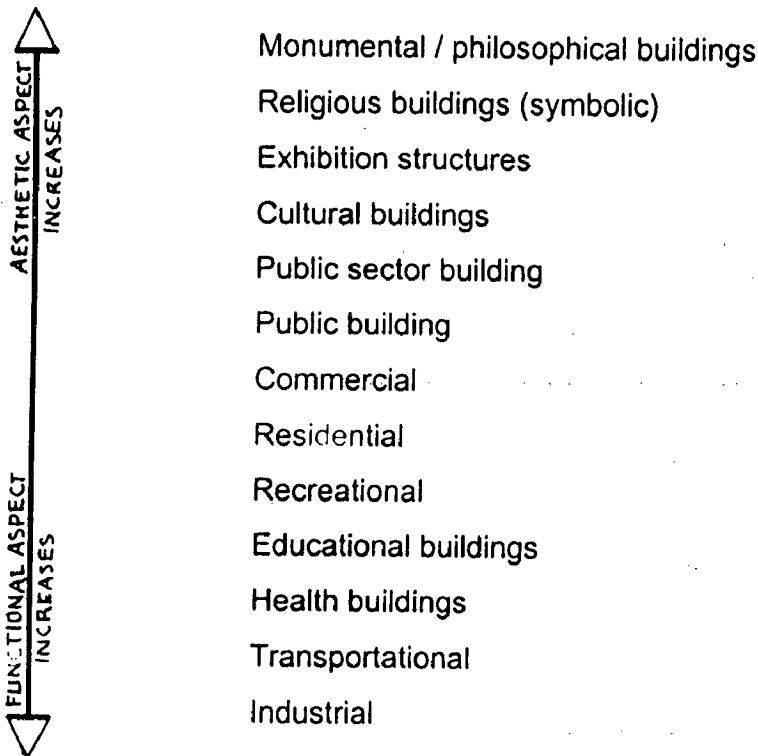 AESTHETIC ASPECT
INCREASES
FUNCTIONAL ASPECT
INCREASES
Monumental / philosophical buildings
Religious buildings (symbolic)
Exhibition structures
Cultural buildings
Public sector building
Public building
Commercial
Residential
Recreational
Educational buildings
Health buildings
Transportational
Industrial